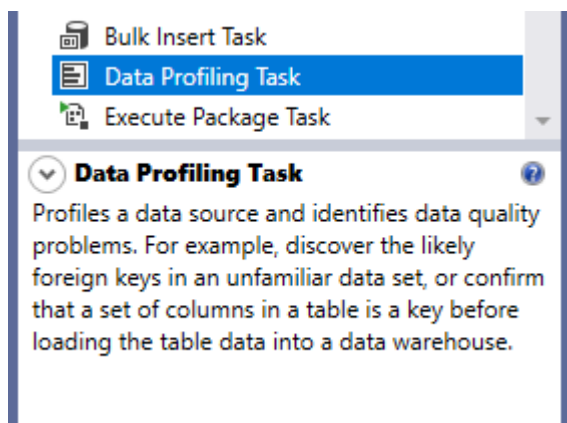 Bulk Insert Task
Data Profiling Task
Execute Package Task
Data Profiling Task
Profiles a data source and identifies data quality
problems. For example, discover the likely
foreign keys in an unfamiliar data set, or confirm
that a set of columns in a table is a key before
loading the table data into a data warehouse.